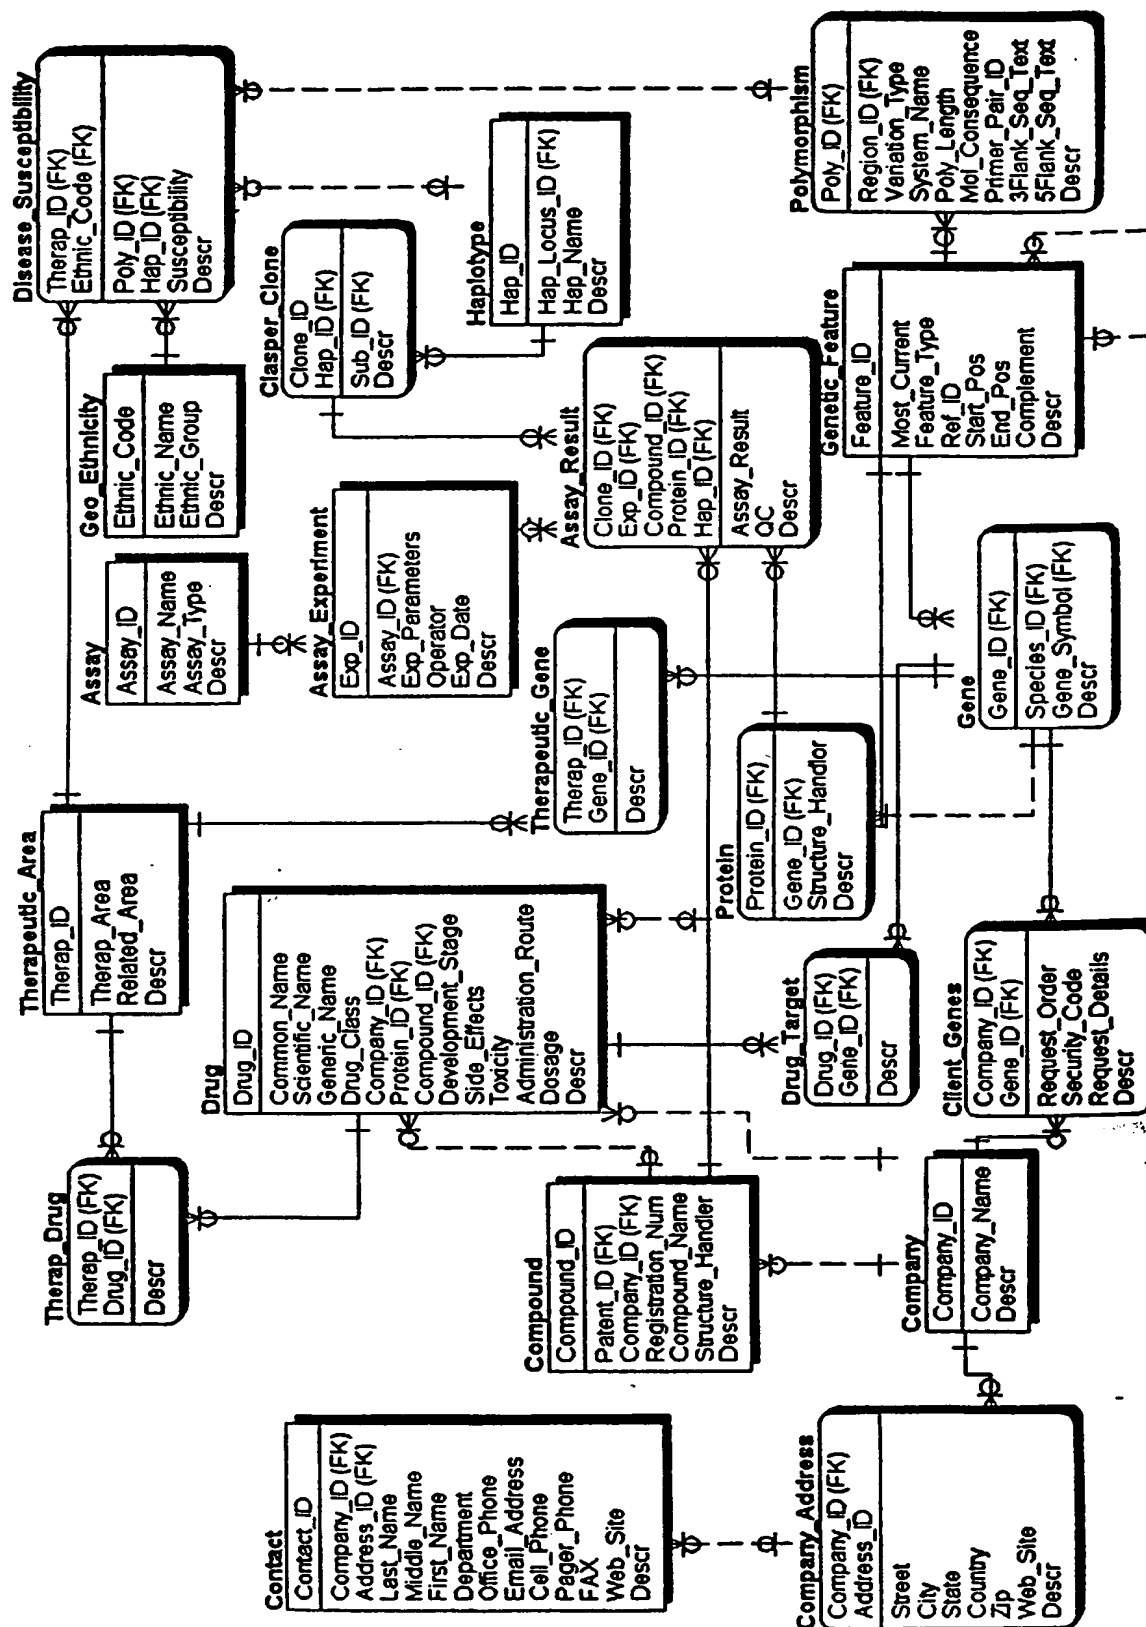 Contact
Contact_ID
Company_ID (FK)
Address_ID (FK)
Last_Name
Middle_Name
First_Name
Department
Office_Phone
Email_Address
Cell_Phone
Pager_Phone
FAX
Web_Site
Descr
Company_Address
Company_ID (FK)
Address_ID
Street
City
State
Country
Zip
Web_Site
Descr
Therap_Drug
Therap_ID (FK)
Drug_ID (FK)
Descr
Compound
Compound_ID
Patent_ID (FK)
Company_ID (FK)
Registration_Num
Compound_Name
Structure_Handler
Descr
Company
Company_ID
Company_Name
Descr
Therapeutic_Area
Therap_ID
Therap_Area
Related_Area
Descr
Drug
Drug_ID
Common_Name
Scientific_Name
Generic_Name
Drug_Class
Company_ID (FK)
Protein_ID (FK)
Compound_ID (FK)
Development_Stage
Side_Effects
Toxicity
Administration_Route
Dosage
Descr
Drug_Target
Drug_ID (FK)
Gene_ID (FK)
Descr
Client_Genes
Company_ID (FK)
Gene_ID (FK)
Request_Order
Security_Code
Request_Details
Descr
Assay
Assay_ID
Assay_Name
Assay_Type
Descr
Assay_Experiment
Exp_ID
Assay_ID (FK)
Exp_Parameters
Operator
Exp_Date
Descr
Therapeutic_Gene
Therap_ID (FK)
Gene_ID (FK)
Descr
Protein
Protein_ID (FK)
Gene_ID (FK)
Structure_Handlor
Descr
Gene
Gene_ID (FK)
Species_ID (FK)
Gene_Symbol (FK)
Descr
Geo_Ethnicity
Ethnic_Code
Ethnic_Name
Ethnic_Group
Descr
Disease_Susceptibility
Therap_ID (FK)
Ethnic_Code (FK)
Poly_ID (FK)
Hap_ID (FK)
Susceptibility
Descr
Clasper_Clone
Clone_ID
Hap_ID (FK)
Sub_ID (FK)
Descr
Haplotype
Hap_ID
Hap_Locus_ID (FK)
Hap_Name
Descr
Assay_Result
Clone_ID (FK)
Exp_ID (FK)
Compound_ID (FK)
Protein_ID (FK)
Hap_ID (FK)
Assay_Result
QC
Descr
Genetic_Feature
Feature_ID
Most_Current
Feature_Type
Ref_ID
Start_Pos
End_Pos
Complement
Descr
Polymorphism
Poly_ID (FK)
Region_ID (FK)
Variation_Type
System_Name
Poly_Length
Mol_Consequence
Primer_Pair_ID
3Flank_Seq_Text
5Flank_Seq_Text
Descr